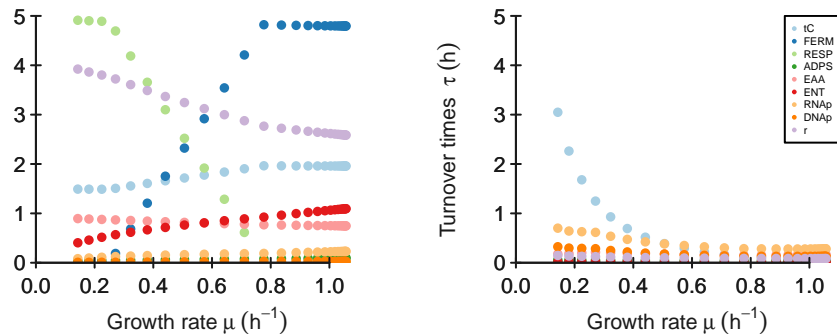 5
4
3
2
1
0
0.0 0.2 0.4 0.6 0.8 1.0
Growth rate μ (h⁻¹)
Turnover times τ (h)
5
4
3
2
1
0
0.0 0.2 0.4 0.6 0.8 1.0
Growth rate μ (h⁻¹)
tC
FERM
RESP
ADPS
EAA
ENT
RNAp
DNAp
r